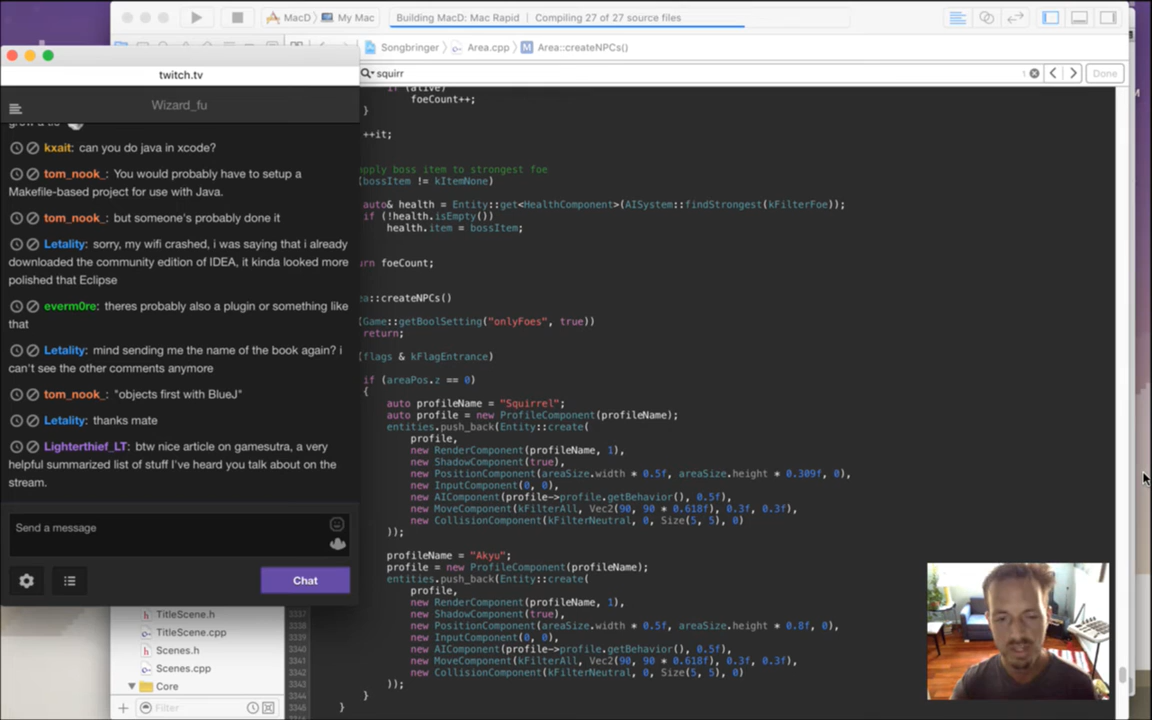 MacD
My Mac
Building MacD: Mac Rapid
Compiling 27 of 27 source files
Songbringer
Area.cpp
M
Area::createNPCs()
squirr
1
Done
twitch.tv
Wizard_fu
kxait: can you do java in xcode?
tom_nook_: You would probably have to setup a
Makefile-based project for use with Java.
tom_nook_: but someone's probably done it
Letality: sorry, my wifi crashed, i was saying that i already
downloaded the community edition of IDEA, it kinda looked more
polished that Eclipse
everm0re: theres probably also a plugin or something like
that
Letality: mind sending me the name of the book again? i
can't see the other comments anymore
tom_nook_: "objects first with BlueJ"
Letality: thanks mate
Lighterthief_LT: btw nice article on gamesutra, a very
helpful summarized list of stuff I've heard you talk about on the
stream.
Send a message
Chat
TitleScene.h
TitleScene.cpp
Scenes.h
Scenes.cpp
Core
Filter
if (alive)
foeCount++;
}
++it;
pply boss item to strongest foe
(bossItem != kItemNone)
auto& health = Entity::get<HealthComponent>(AISystem::findStrongest(kFilterFoe));
if (!health.isEmpty())
health.item = bossItem;
urn foeCount;
ea::createNPCs()
(Game::getBoolSetting("onlyFoes", true))
return;
(flags & kFlagEntrance)
if (areaPos.z == 0)
{
auto profileName = "Squirrel";
auto profile = new ProfileComponent(profileName);
entities.push_back(Entity::create(
profile,
new RenderComponent(profileName, 1),
new ShadowComponent(true),
new PositionComponent(areaSize.width * 0.5f, areaSize.height * 0.309f, 0),
new InputComponent(0, 0),
new AIComponent(profile->profile.getBehavior(), 0.5f),
new MoveComponent(kFilterAll, Vec2(90, 90 * 0.618f), 0.3f, 0.3f),
new CollisionComponent(kFilterNeutral, 0, Size(5, 5), 0)
));
profileName = "Akyu";
profile = new ProfileComponent(profileName);
entities.push_back(Entity::create(
profile,
new RenderComponent(profileName, 1),
new ShadowComponent(true),
new PositionComponent(areaSize.width * 0.5f, areaSize.height * 0.8f, 0),
new InputComponent(0, 0),
new AIComponent(profile->profile.getBehavior(), 0.5f),
new MoveComponent(kFilterAll, Vec2(90, 90 * 0.618f), 0.3f, 0.3f),
new CollisionComponent(kFilterNeutral, 0, Size(5, 5), 0)
));
}
}
3337
3338
3339
3340
3341
3342
3343
3344
3345